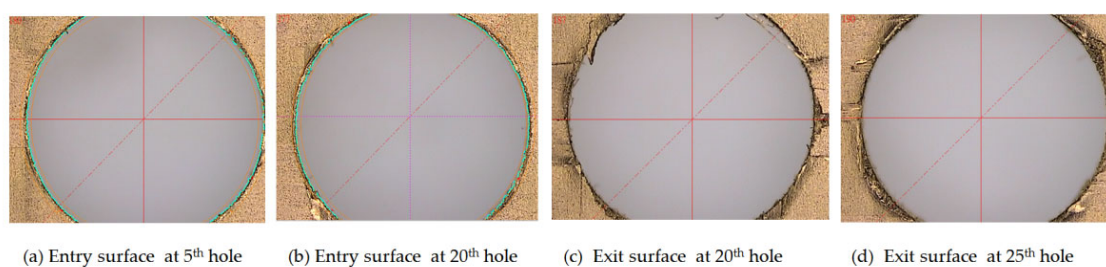 (a) Entry surface at 5th hole
(b) Entry surface at 20th hole
(c) Exit surface at 20th hole
(d) Exit surface at 25th hole